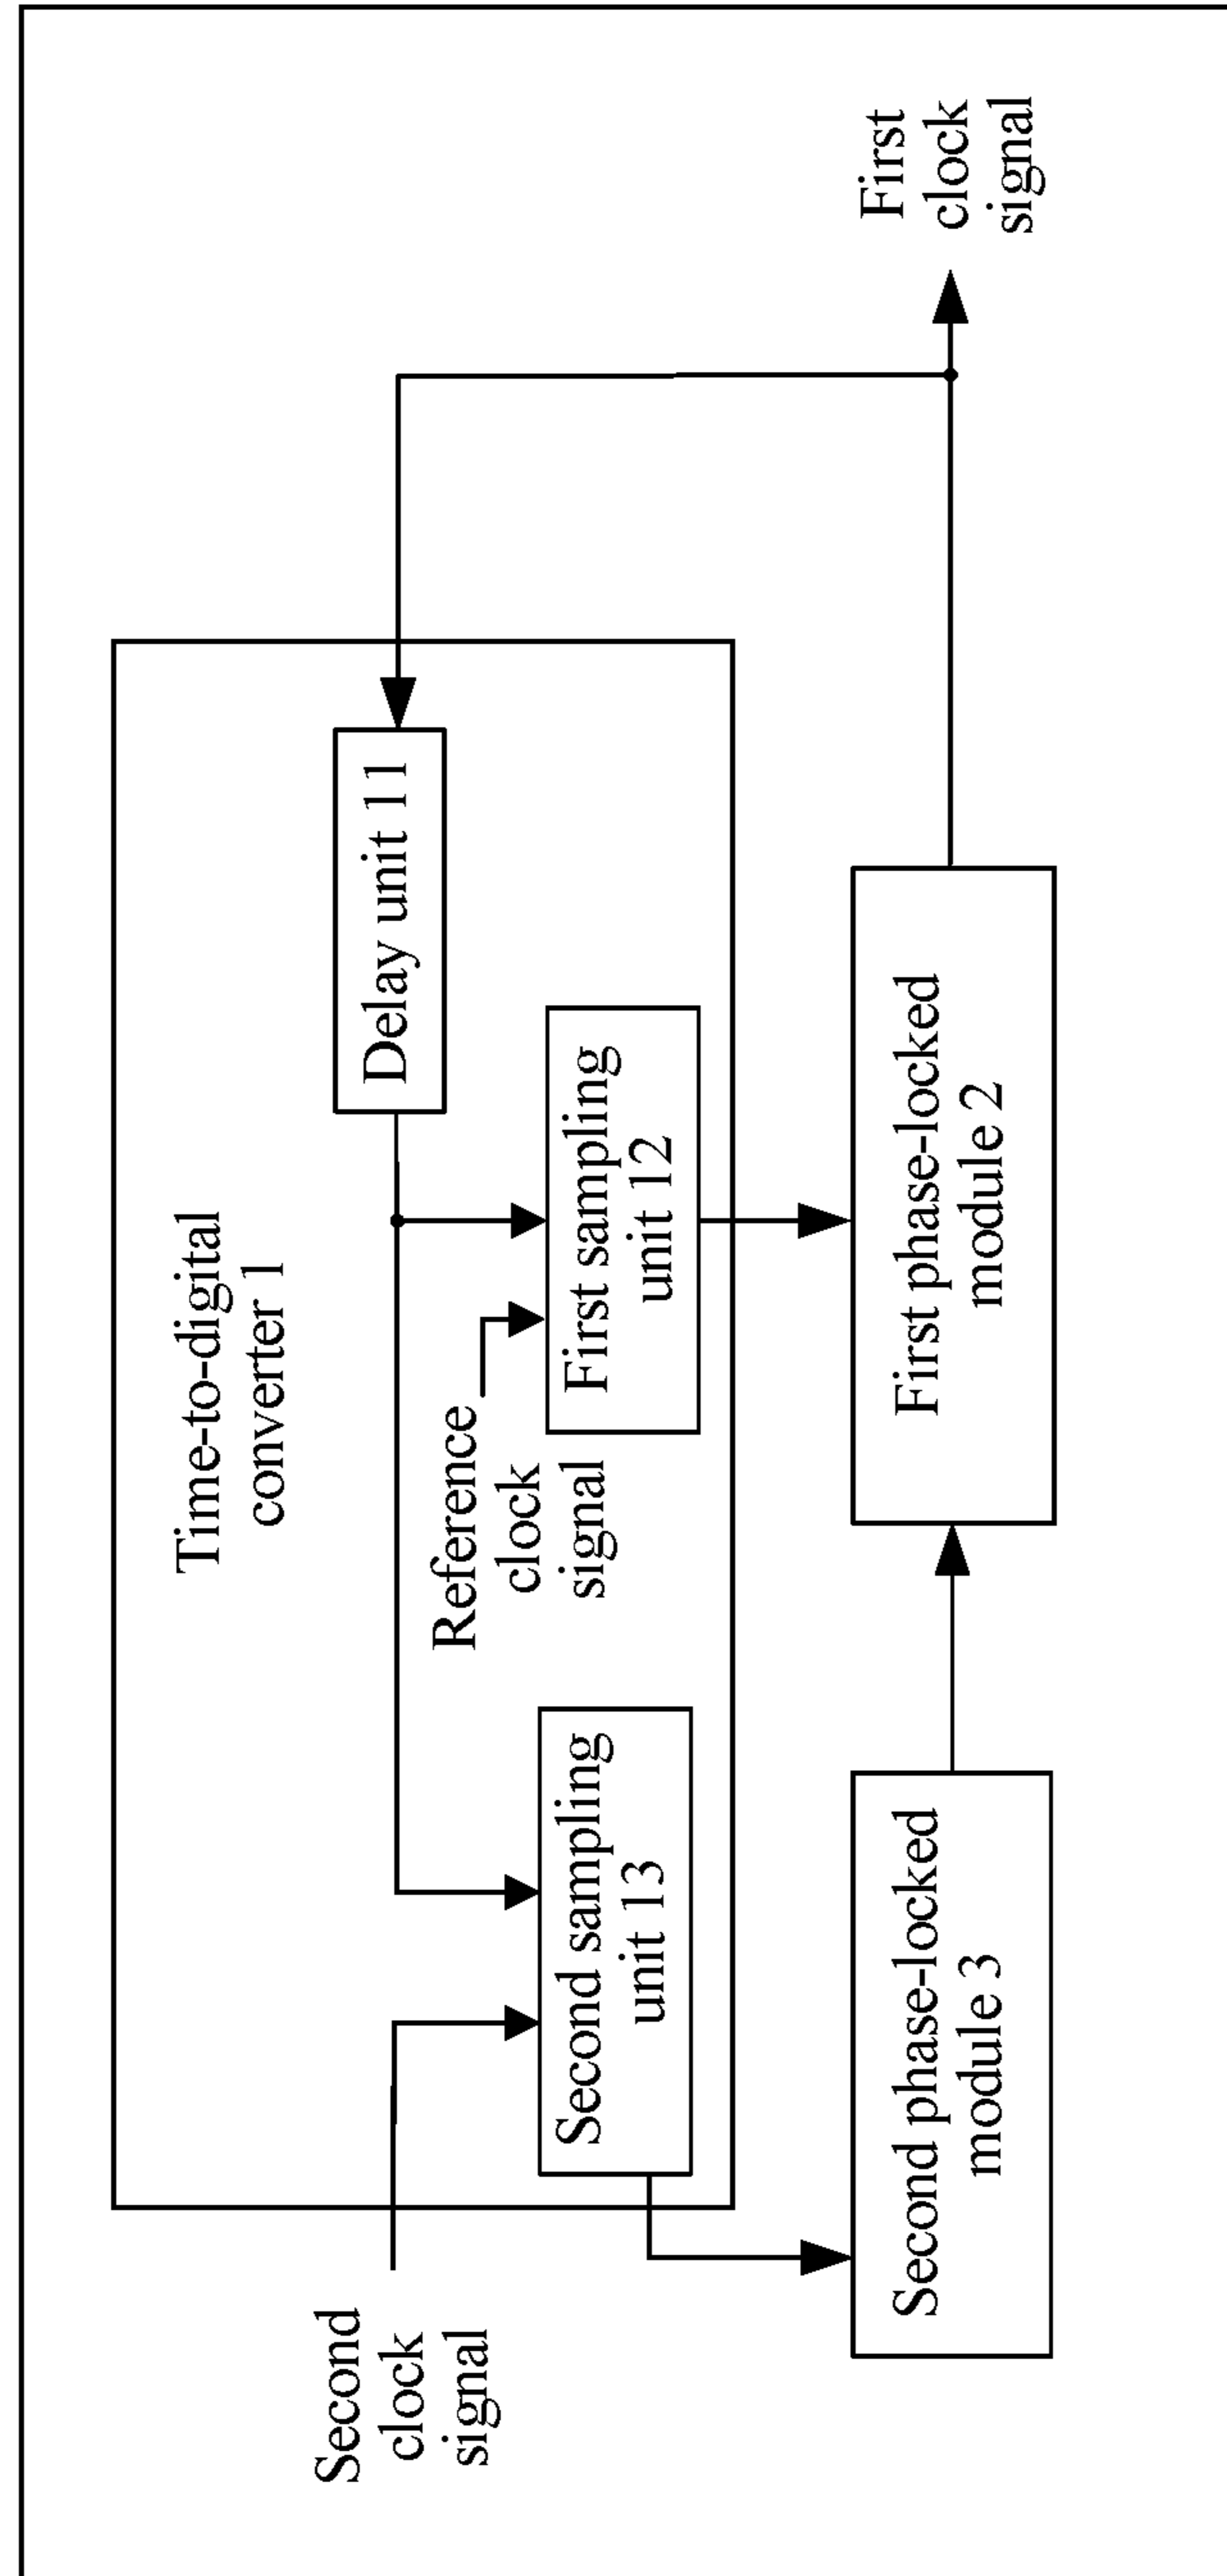 Time-to-digital
converter 1
Delay unit 11
Second
clock
signal
Reference
clock
signal
First sampling
unit 12
Second sampling
unit 13
First
clock
signal
Second phase-locked
module 3
First phase-locked
module 2